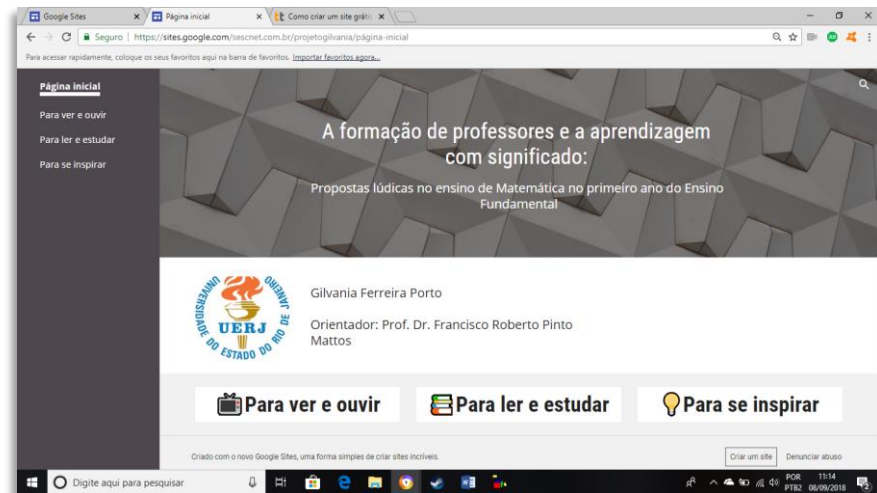 Google Sites
Página inicial
Como criar um site gráti
Seguro | https://sites.google.com/sescnet.com.br/projetogilvania/página-inicial
Para acessar rapidamente, coloque os seus favoritos aqui na barra de favoritos. Importar favoritos agora...
Página inicial
Para ver e ouvir
Para ler e estudar
Para se inspirar
A formação de professores e a aprendizagem
com significado:
Propostas lúdicas no ensino de Matemática no primeiro ano do Ensino
Fundamental
UNIVERSIDADE DO ESTADO DO RIO DE JANEIRO
UERJ
Gilvania Ferreira Porto
Orientador: Prof. Dr. Francisco Roberto Pinto
Mattos
Para ver e ouvir
Para ler e estudar
Para se inspirar
Criado com o novo Google Sites, uma forma simples de criar sites incríveis.
Criar um site
Denunciar abuso
Digite aqui para pesquisar
POR
PTB2
11:14
08/09/2018